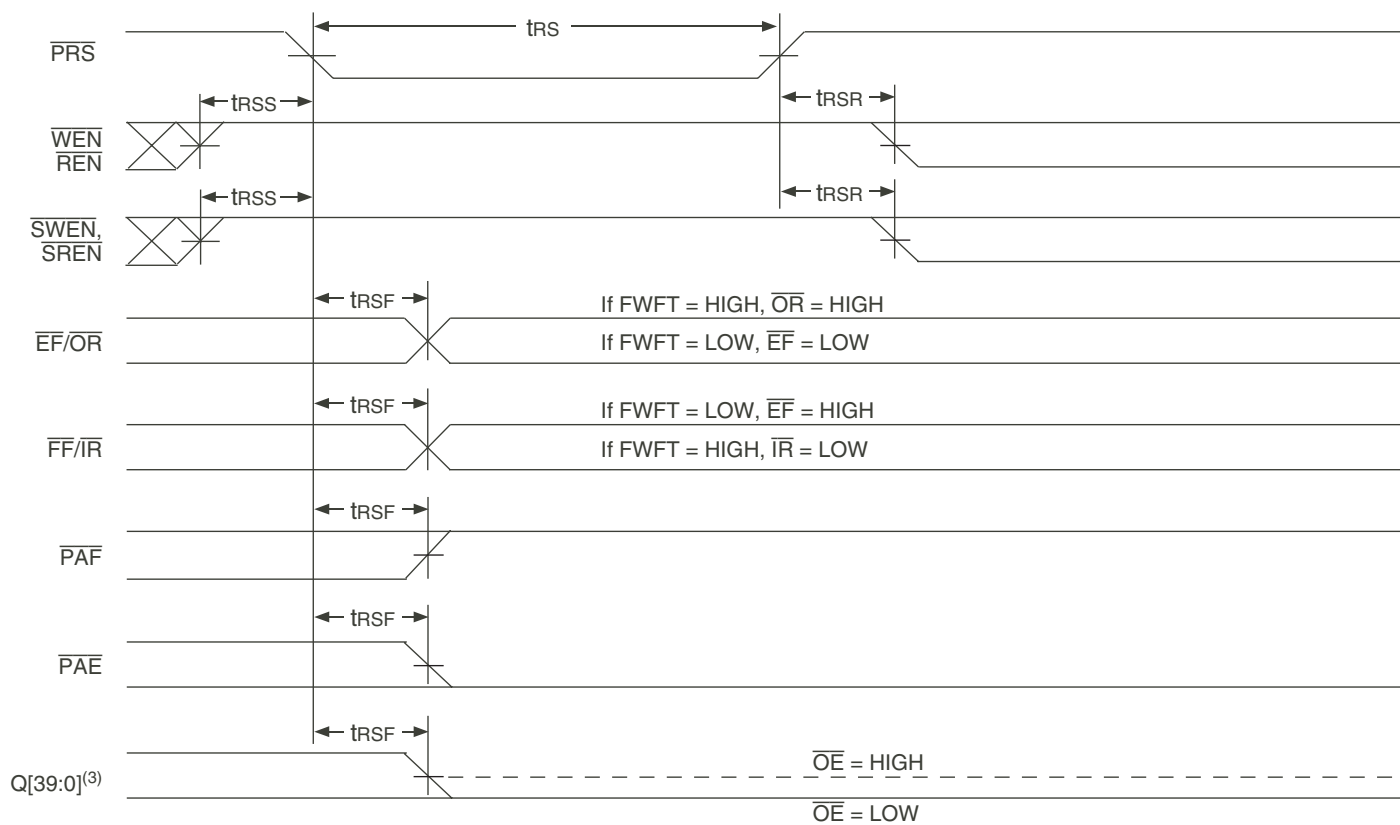 tRS
PRS
tRSS
tRSR
WEN
REN
tRSS
tRSR
SWEN,
SREN
tRSF
If FWFT = HIGH, OR = HIGH
EF/OR
If FWFT = LOW, EF = LOW
tRSF
If FWFT = LOW, EF = HIGH
FF/IR
If FWFT = HIGH, IR = LOW
tRSF
PAF
tRSF
PAE
tRSF
OE = HIGH
Q[39:0](3)
OE = LOW